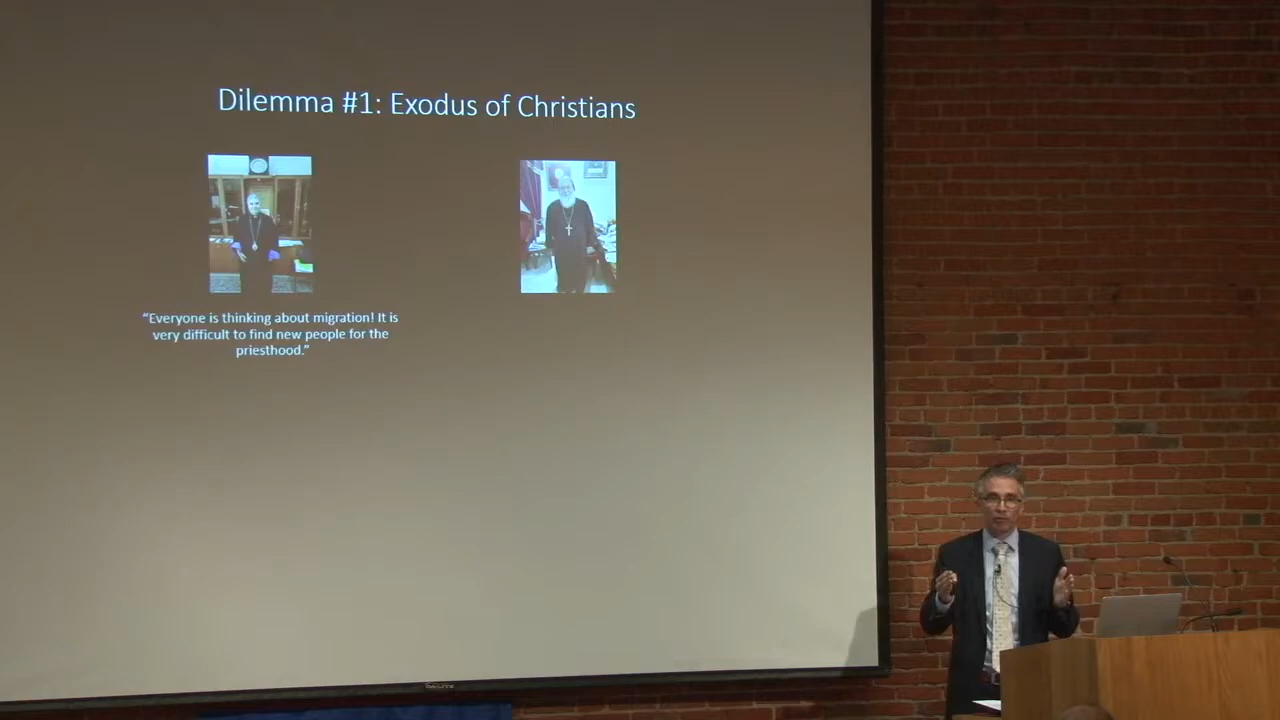 Dilemma #1: Exodus of Christians
“Everyone is thinking about migration! It is
very difficult to find new people for the
priesthood.”